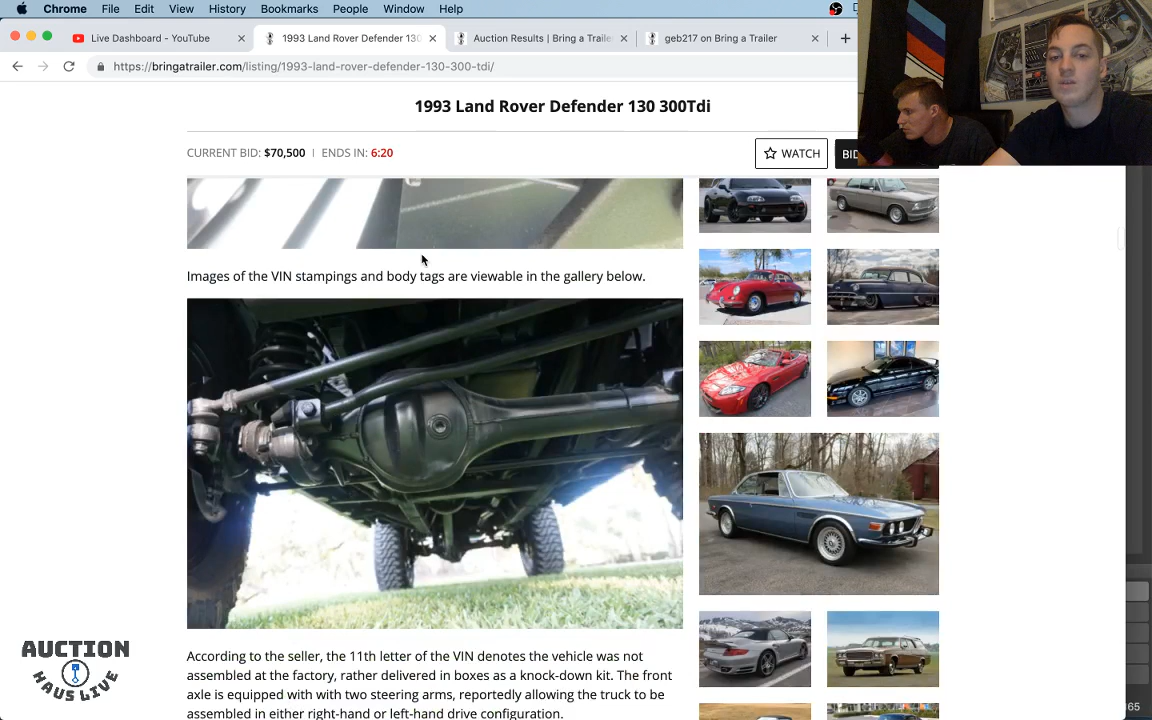 Chrome File Edit View History Bookmarks People Window Help
Live Dashboard - YouTube
1993 Land Rover Defender 130
Auction Results | Bring a Traile
geb217 on Bring a Trailer
https://bringatrailer.com/listing/1993-land-rover-defender-130-300-tdi/
1993 Land Rover Defender 130 300Tdi
CURRENT BID: $70,500 | ENDS IN: 6:20
WATCH
BID
Images of the VIN stampings and body tags are viewable in the gallery below.
According to the seller, the 11th letter of the VIN denotes the vehicle was not
assembled at the factory, rather delivered in boxes as a knock-down kit. The front
axle is equipped with with two steering arms, reportedly allowing the truck to be
assembled in either right-hand or left-hand drive configuration.
AUCTION
HAUS LIVE
165